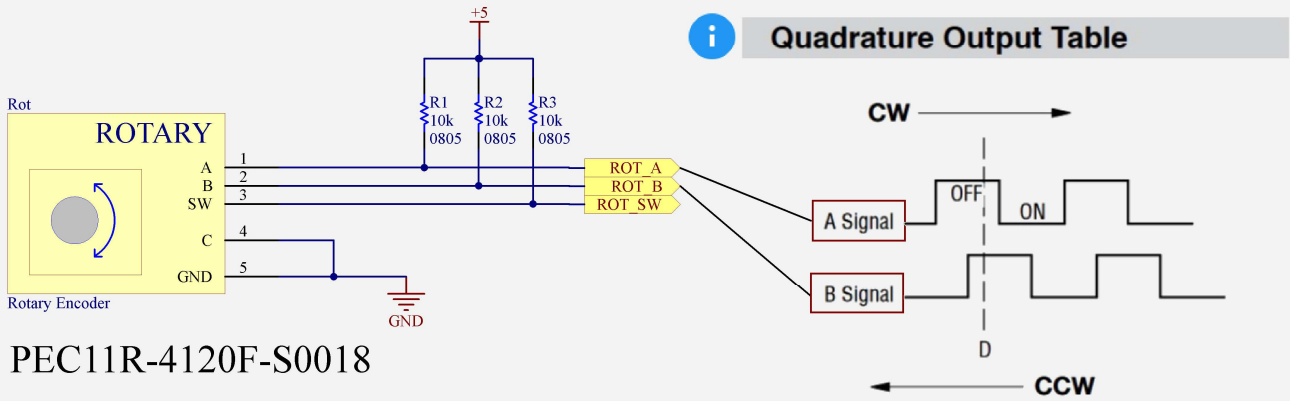 +5
Rot
ROTARY
R1
10k
0805
R2
10k
0805
R3
10k
0805
A
1
B
2
SW
3
C
4
GND
5
ROT_A
ROT_B
ROT_SW
GND
Rotary Encoder
PEC11R-4120F-S0018
i
Quadrature Output Table
CW
OFF
ON
A Signal
B Signal
D
CCW